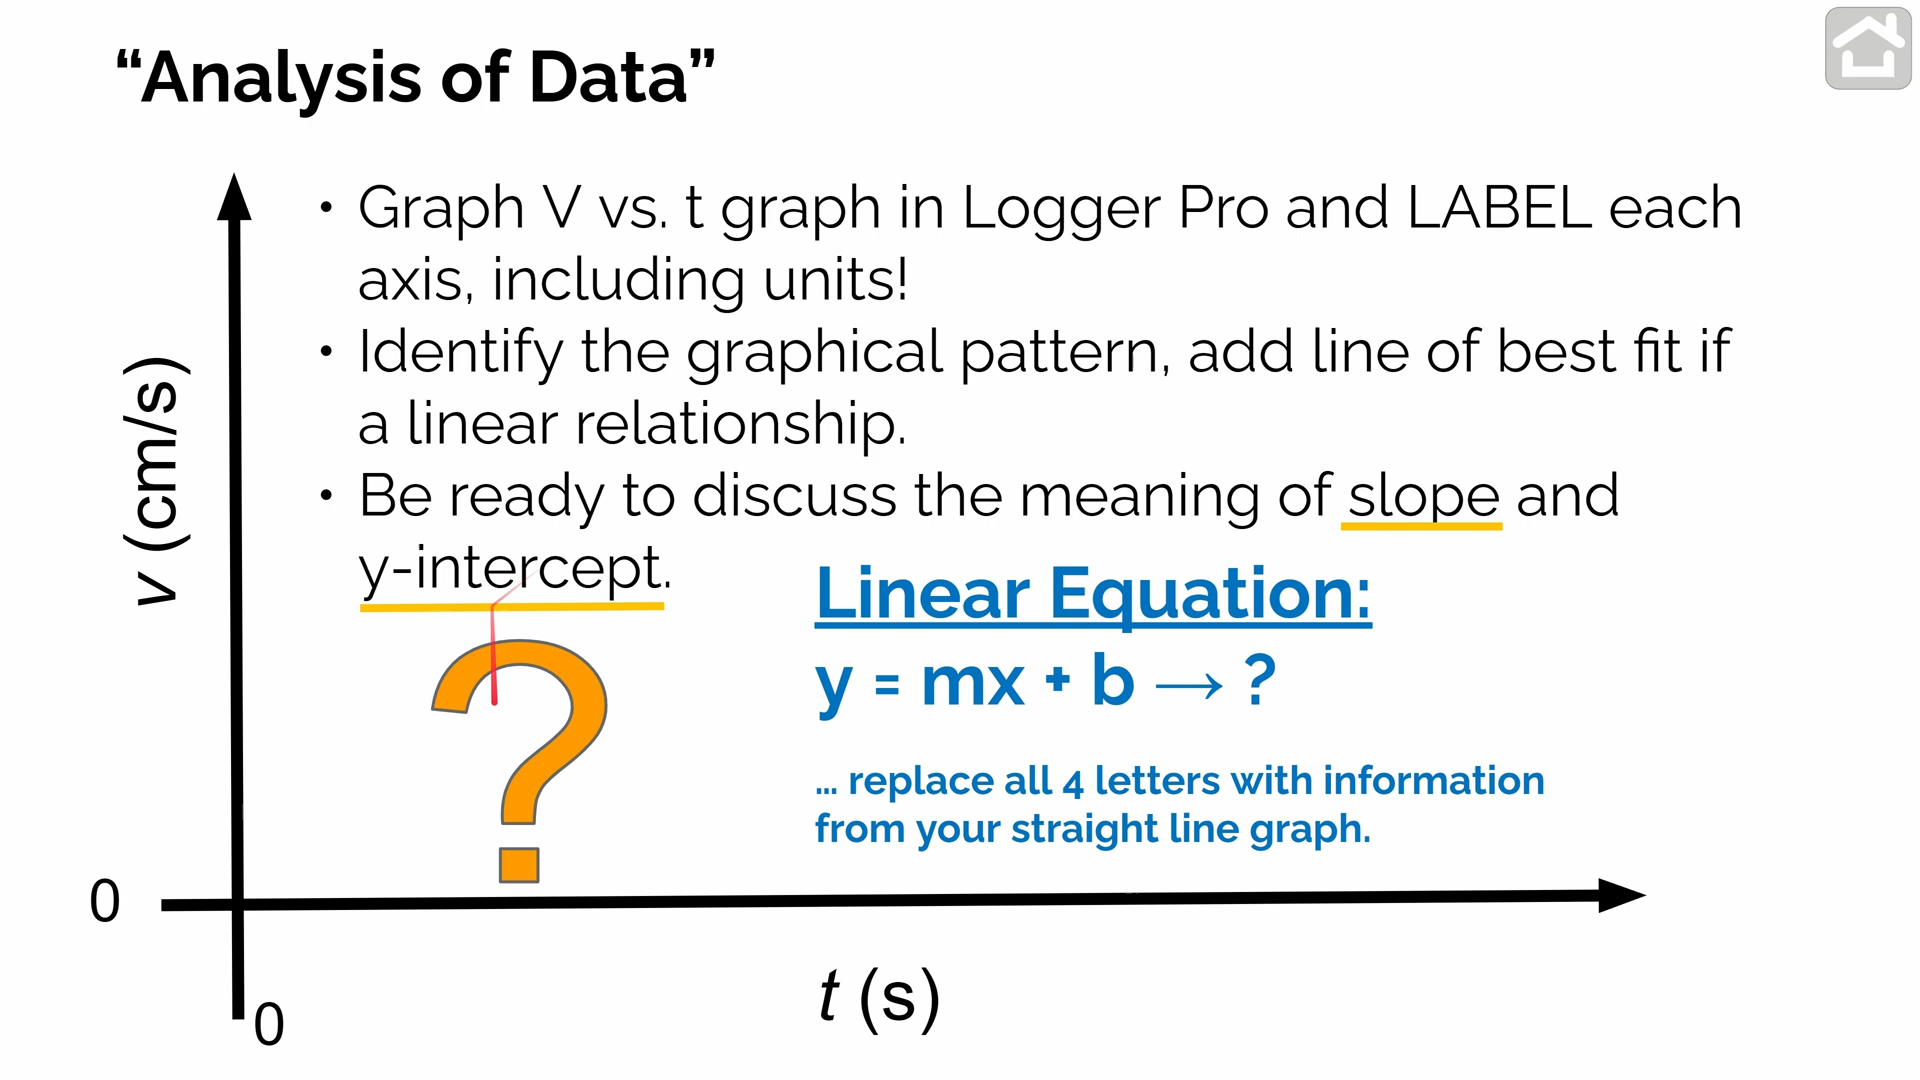 “Analysis of Data”
• Graph V vs. t graph in Logger Pro and LABEL each
axis, including units!
• Identify the graphical pattern, add line of best fit if
a linear relationship.
• Be ready to discuss the meaning of slope and
y-intercept.
v (cm/s)
?
Linear Equation:
y = mx + b → ?
... replace all 4 letters with information
from your straight line graph.
0
0
t (s)